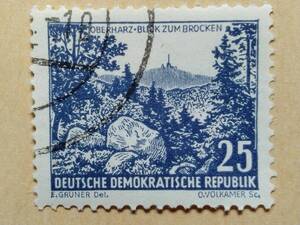 OBERHARZ-BLICK ZUM BROCKEN
25
DEUTSCHE DEMOKRATISCHE REPUBLIK
E.GRUNER Del. O.VOLKAMER Sc.